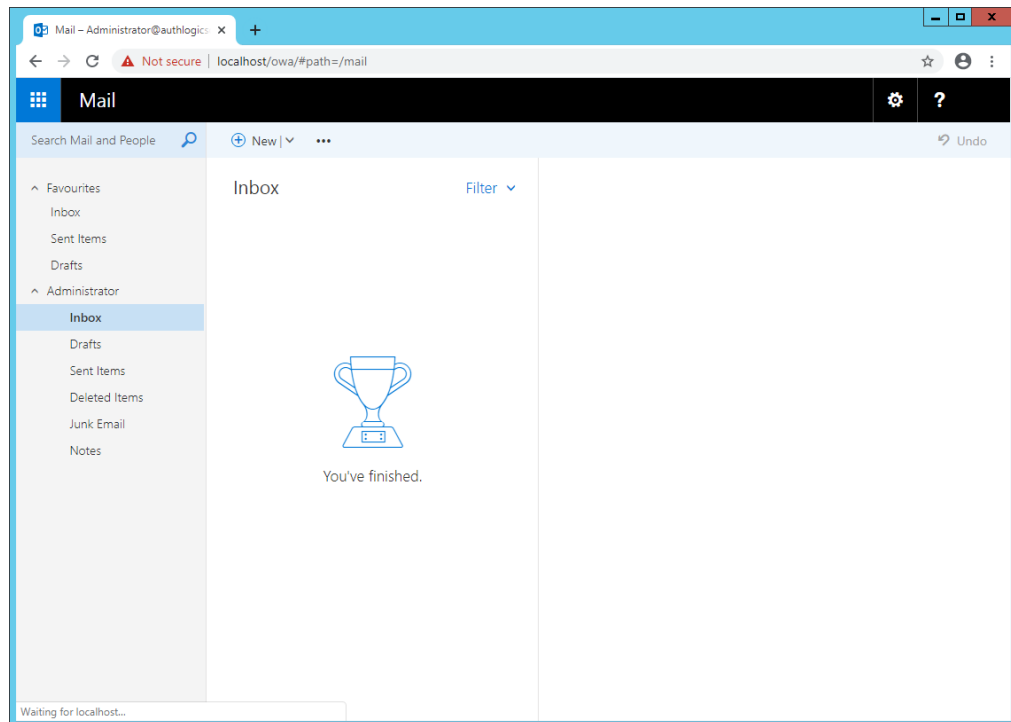 Mail – Administrator@authlogics
Not secure | localhost/owa/#path=/mail
Mail
?
Search Mail and People
New
Undo
Favourites
Inbox
Sent Items
Drafts
Administrator
Inbox
Drafts
Sent Items
Deleted Items
Junk Email
Notes
Inbox
Filter
You've finished.
Waiting for localhost...